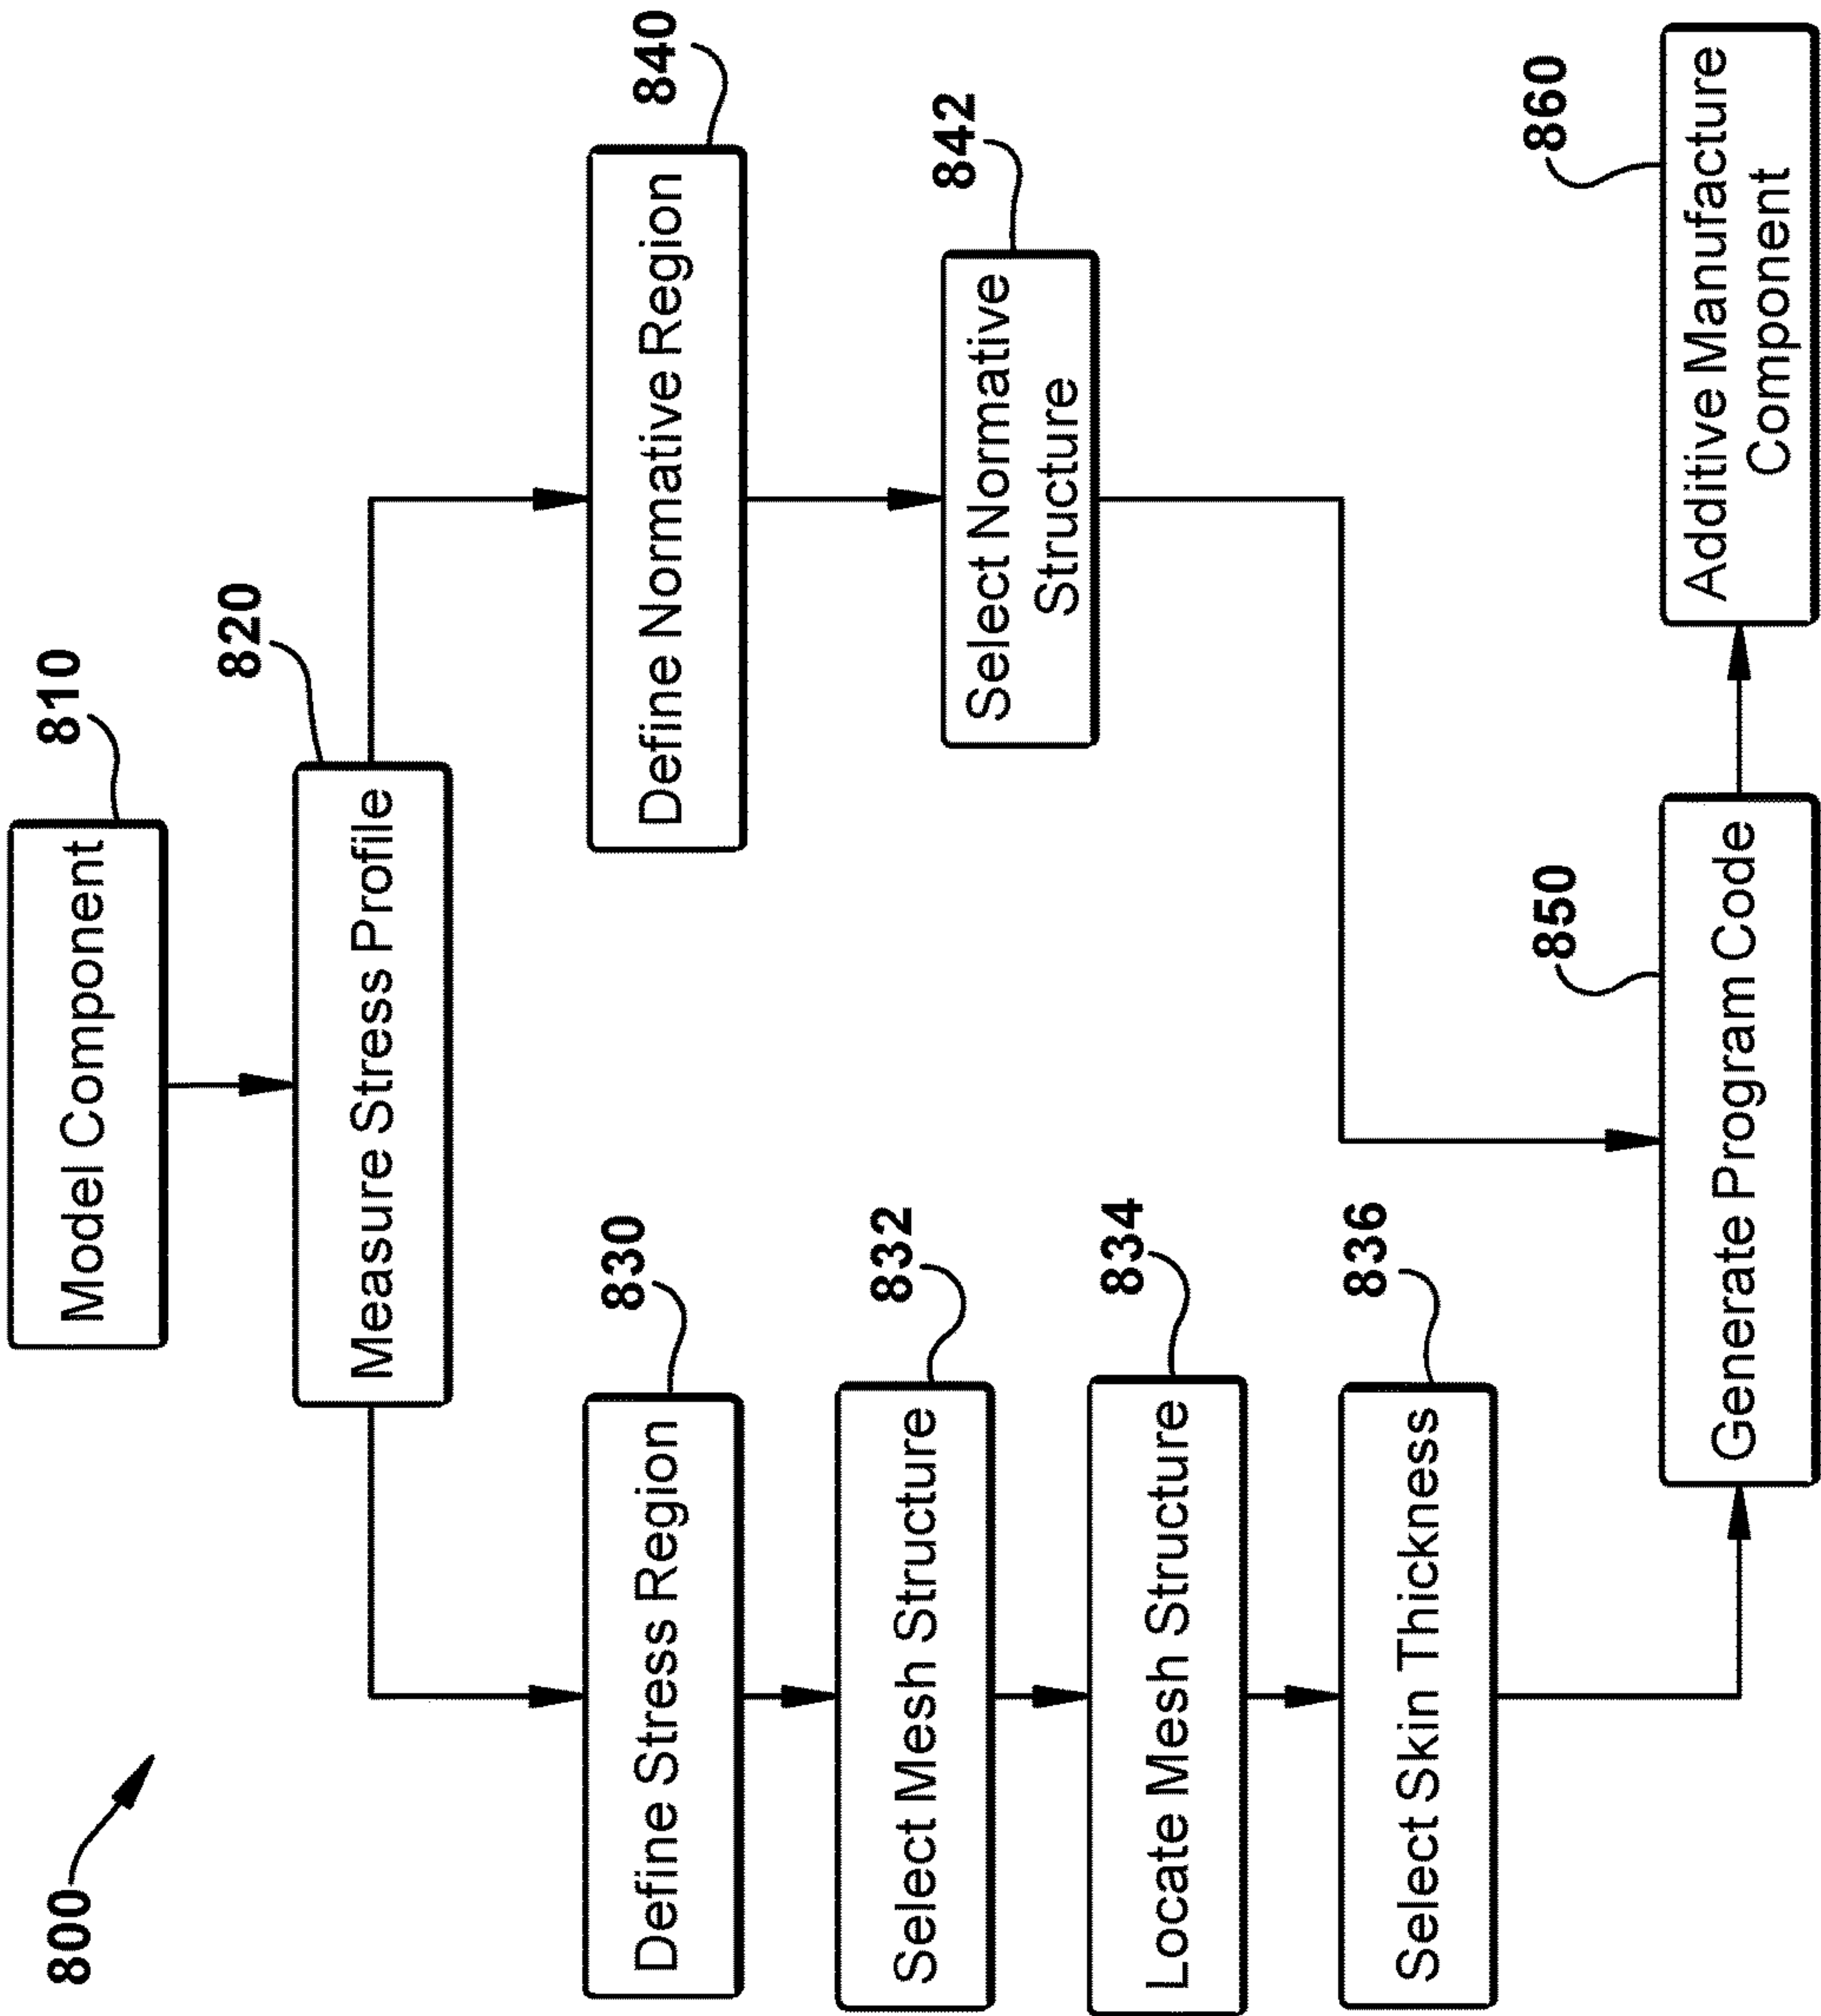 800
810
Model Component
820
Measure Stress Profile
830
Define Stress Region
832
Select Mesh Structure
834
Locate Mesh Structure
836
Select Skin Thickness
840
Define Normative Region
842
Select Normative
Structure
850
Generate Program Code
860
Additive Manufacture
Component